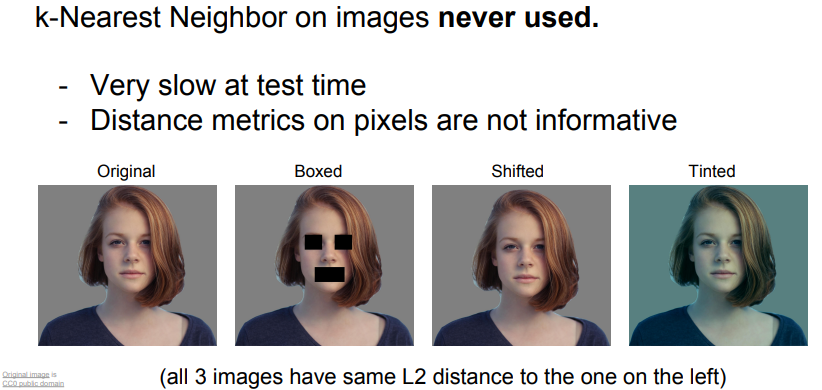 k-Nearest Neighbor on images never used.
- Very slow at test time
- Distance metrics on pixels are not informative
Original Boxed Shifted Tinted
Original image is
CC0 public domain
(all 3 images have same L2 distance to the one on the left)